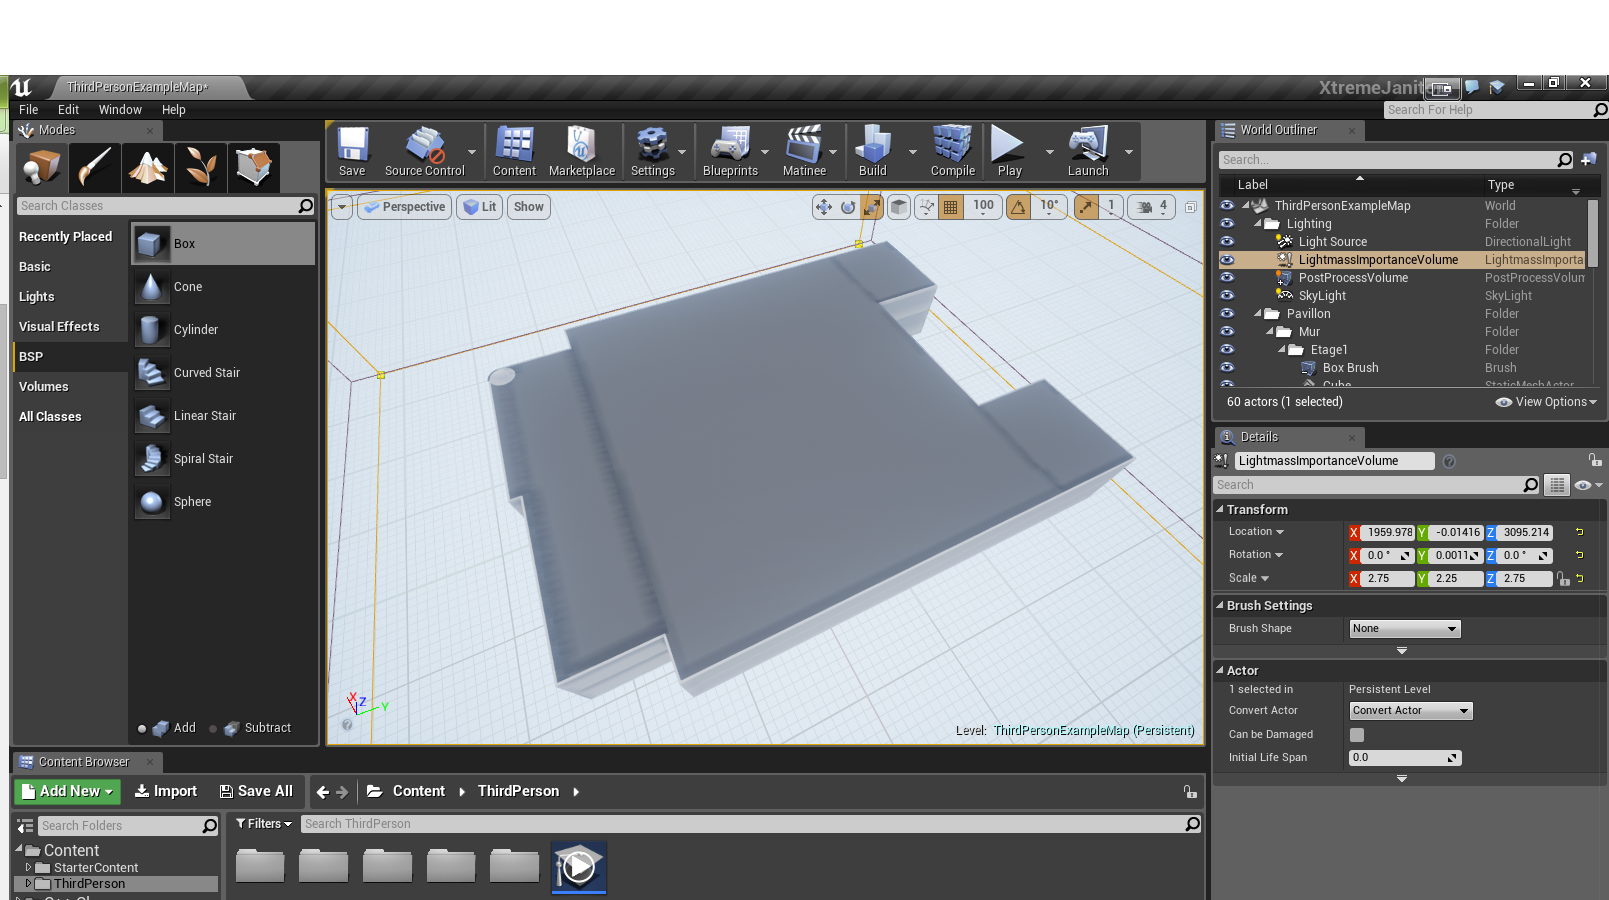 ThirdPersonExampleMap*
XtremeJanit
File Edit Window Help
Search For Help
Modes
Search Classes
Recently Placed
Basic
Lights
Visual Effects
BSP
Volumes
All Classes
Box
Cone
Cylinder
Curved Stair
Linear Stair
Spiral Stair
Sphere
Add Subtract
Save Source Control Content Marketplace Settings Blueprints Matinee Build Compile Play Launch
Perspective Lit Show 100 10° 1 4
X Z Y
Level: ThirdPersonExampleMap (Persistent)
World Outliner
Search...
Label Type
ThirdPersonExampleMap World
Lighting Folder
Light Source DirectionalLight
LightmassImportanceVolume LightmassImporta
PostProcessVolume PostProcessVolum
SkyLight SkyLight
Pavillon Folder
Mur Folder
Etage1 Folder
Box Brush Brush
Cube StaticMeshActor
60 actors (1 selected) View Options
Details
LightmassImportanceVolume
Search
Transform
Location X 1959.978 Y -0.01416 Z 3095.214
Rotation X 0.0 ° Y 0.0011 Z 0.0 °
Scale X 2.75 Y 2.25 Z 2.75
Brush Settings
Brush Shape None
Actor
1 selected in Persistent Level
Convert Actor Convert Actor
Can be Damaged
Initial Life Span 0.0
Content Browser
Add New Import Save All Content ThirdPerson
Search Folders
Filters Search ThirdPerson
Content
StarterContent
ThirdPerson